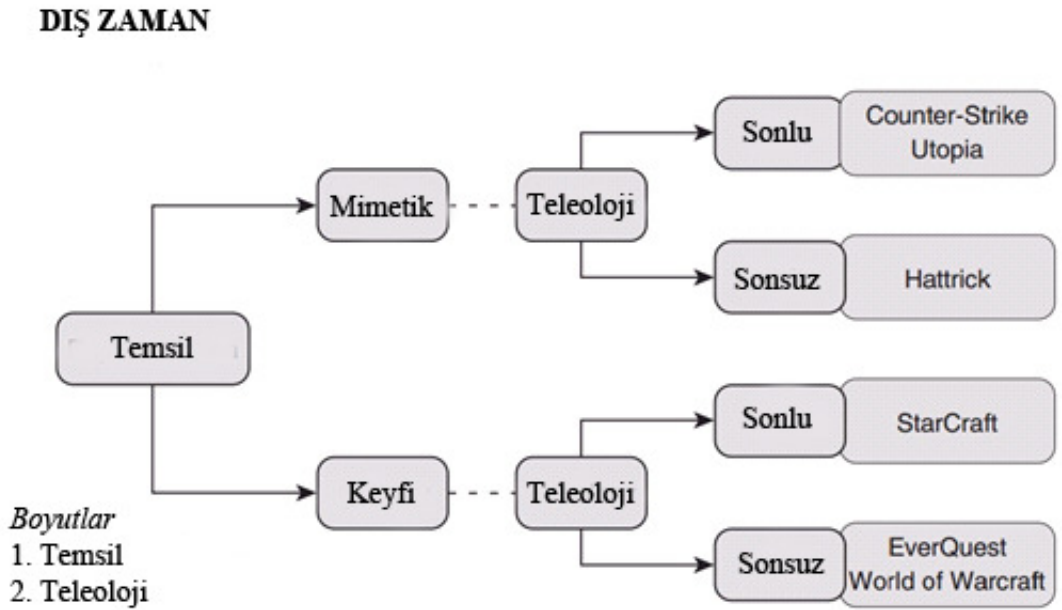 DIŞ ZAMAN
Temsil
Mimetik
Teleoloji
Sonlu
Counter-Strike
Utopia
Sonsuz
Hattrick
Keyfi
Teleoloji
Sonlu
StarCraft
Sonsuz
EverQuest
World of Warcraft
Boyutlar
1. Temsil
2. Teleoloji